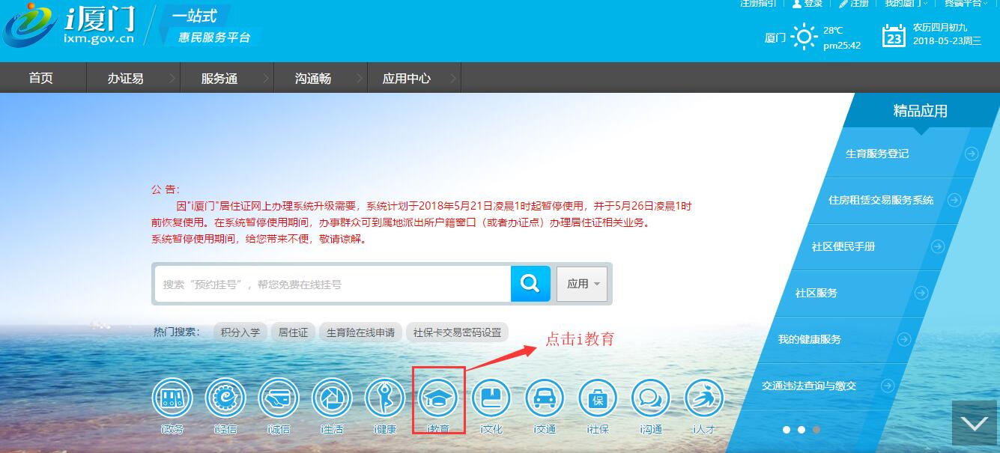 注册指引 登录 注册 我的厦门 终端平台
i厦门
ixm.gov.cn
一站式
惠民服务平台
厦门
28℃
pm25:42
23
农历四月初九
2018-05-23周三
首页 办证易 服务通 沟通畅 应用中心
精品应用
生育服务登记
住房租赁交易服务系统
社区便民手册
社区服务
我的健康服务
交通违法查询与缴交
公 告:
因"i厦门"居住证网上办理系统升级需要，系统计划于2018年5月21日凌晨1时起暂停使用，并于5月26日凌晨1时
前恢复使用。在系统暂停使用期间，办事群众可到属地派出所户籍窗口（或者办证点）办理居住证相关业务。
系统暂停使用期间，给您带来不便，敬请谅解。
搜索“预约挂号”，帮您免费在线挂号
应用
热门搜索： 积分入学 居住证 生育险在线申请 社保卡交易密码设置
点击i教育
保
i政务 i经信 i诚信 i生活 i健康 i教育 i文化 i交通 i社保 i沟通 i人才